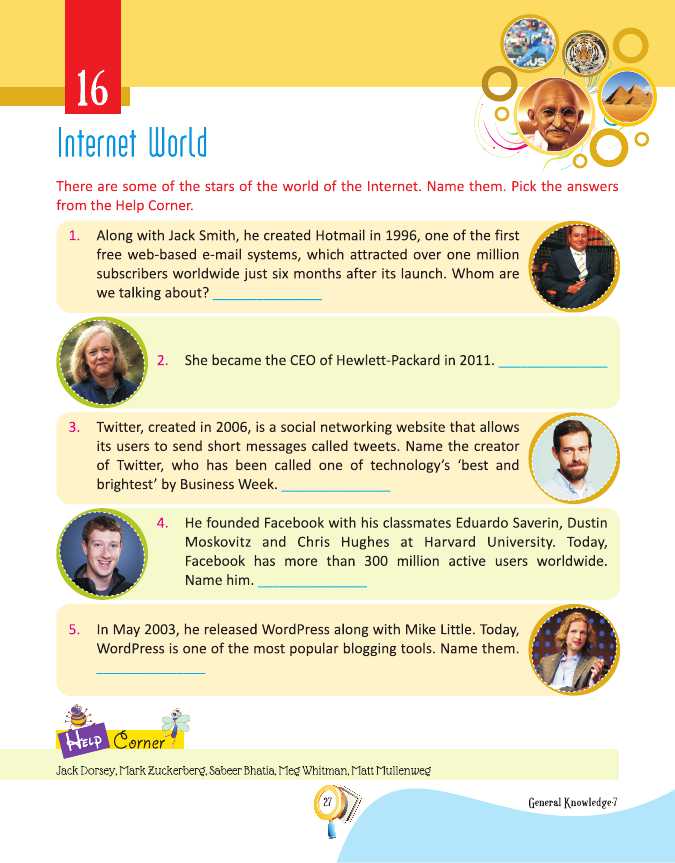 16
Internet World
There are some of the stars of the world of the Internet. Name them. Pick the answers
from the Help Corner.
1. Along with Jack Smith, he created Hotmail in 1996, one of the first
free web-based e-mail systems, which attracted over one million
subscribers worldwide just six months after its launch. Whom are
we talking about? _______________
2. She became the CEO of Hewlett-Packard in 2011. _______________
3. Twitter, created in 2006, is a social networking website that allows
its users to send short messages called tweets. Name the creator
of Twitter, who has been called one of technology's 'best and
brightest' by Business Week. _______________
4. He founded Facebook with his classmates Eduardo Saverin, Dustin
Moskovitz and Chris Hughes at Harvard University. Today,
Facebook has more than 300 million active users worldwide.
Name him. _______________
5. In May 2003, he released WordPress along with Mike Little. Today,
WordPress is one of the most popular blogging tools. Name them.
_______________
Help Corner
Jack Dorsey, Mark Zuckerberg, Sabeer Bhatia, Meg Whitman, Matt Mullenweg
27
General Knowledge-7